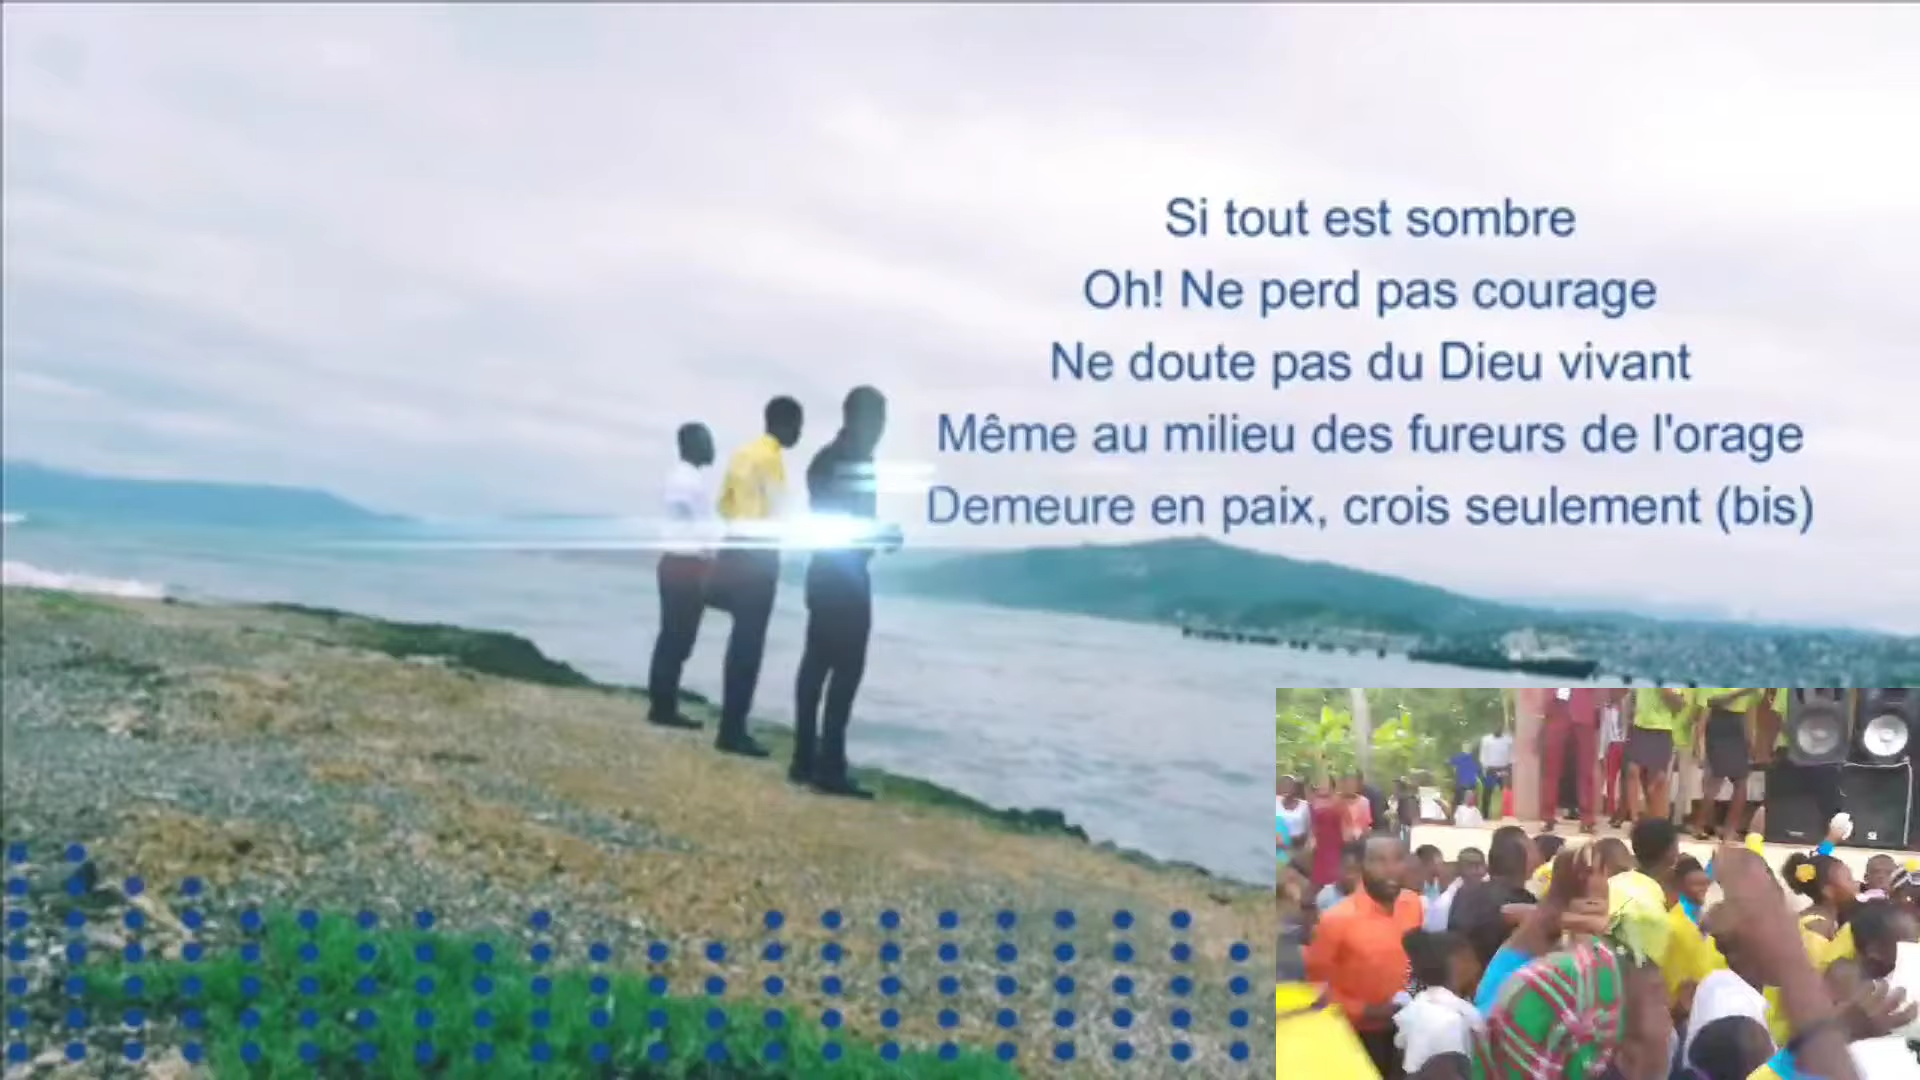 Si tout est sombre
Oh! Ne perd pas courage
Ne doute pas du Dieu vivant
Même au milieu des fureurs de l'orage
Demeure en paix, crois seulement (bis)